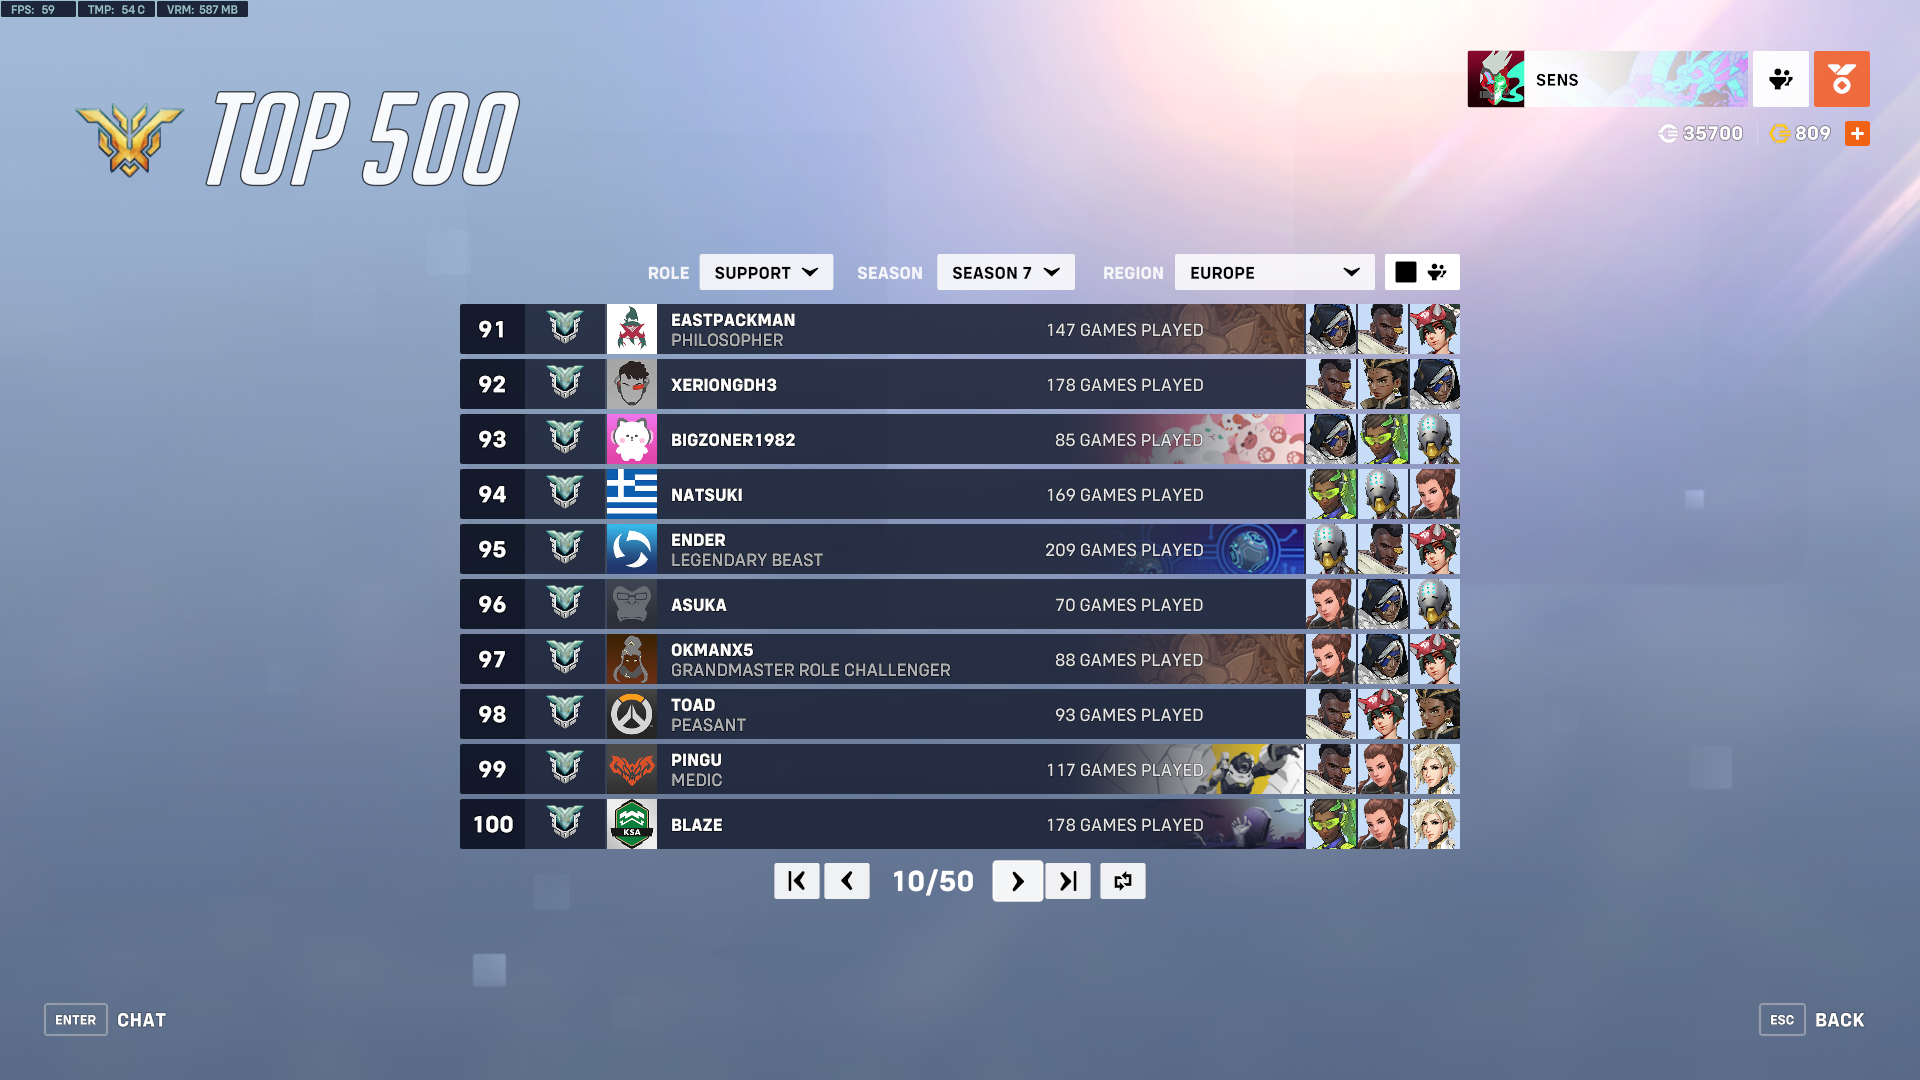 FPS: 59 TMP: 54 C VRM: 587 MB
TOP 500
SENS
35700 809
ROLE SUPPORT SEASON SEASON 7 REGION EUROPE
91 EASTPACKMAN 147 GAMES PLAYED
PHILOSOPHER
92 XERIONGDH3 178 GAMES PLAYED
93 BIGZONER1982 85 GAMES PLAYED
94 NATSUKI 169 GAMES PLAYED
95 ENDER 209 GAMES PLAYED
LEGENDARY BEAST
96 ASUKA 70 GAMES PLAYED
97 OKMANX5 88 GAMES PLAYED
GRANDMASTER ROLE CHALLENGER
98 TOAD 93 GAMES PLAYED
PEASANT
99 PINGU 117 GAMES PLAYED
MEDIC
100 KSA BLAZE 178 GAMES PLAYED
10/50
ENTER CHAT
ESC BACK